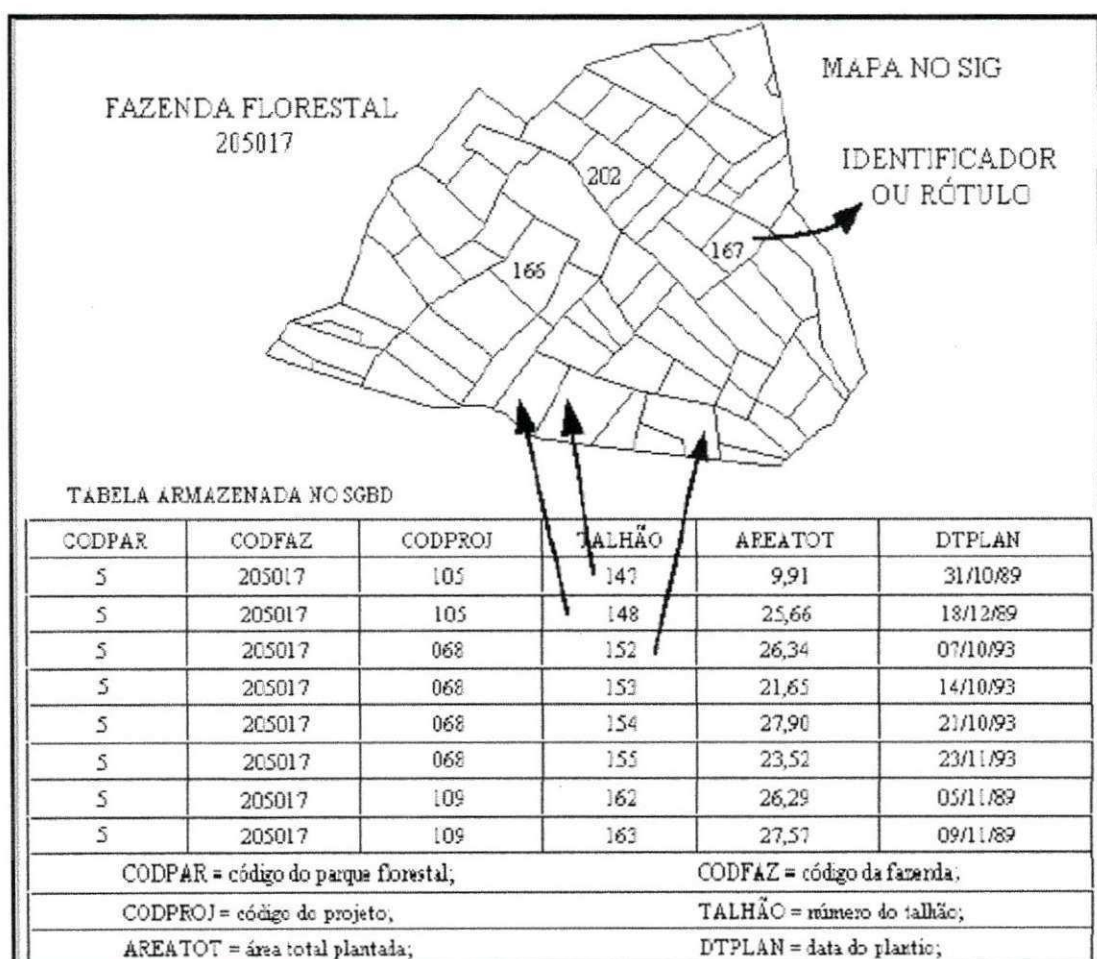 FAZENDA FLORESTAL
205017
MAPA NO SIG
IDENTIFICADOR
OU RÓTULO
202
167
166
TABELA ARMAZENADA NO SGBD
CODPAR CODFAZ CODPROJ TALHÃO AREATOT DTPLAN
5 205017 105 147 9,91 31/10/89
5 205017 105 148 25,66 18/12/89
5 205017 068 152 26,34 07/10/93
5 205017 068 153 21,65 14/10/93
5 205017 068 154 27,90 21/10/93
5 205017 068 155 23,52 23/11/93
5 205017 109 162 26,29 05/11/89
5 205017 109 163 27,57 09/11/89
CODPAR = código do parque florestal; CODFAZ = código da fazenda;
CODPROJ = código do projeto; TALHÃO = número do talhão;
AREATOT = área total plantada; DTPLAN = data do plantio;